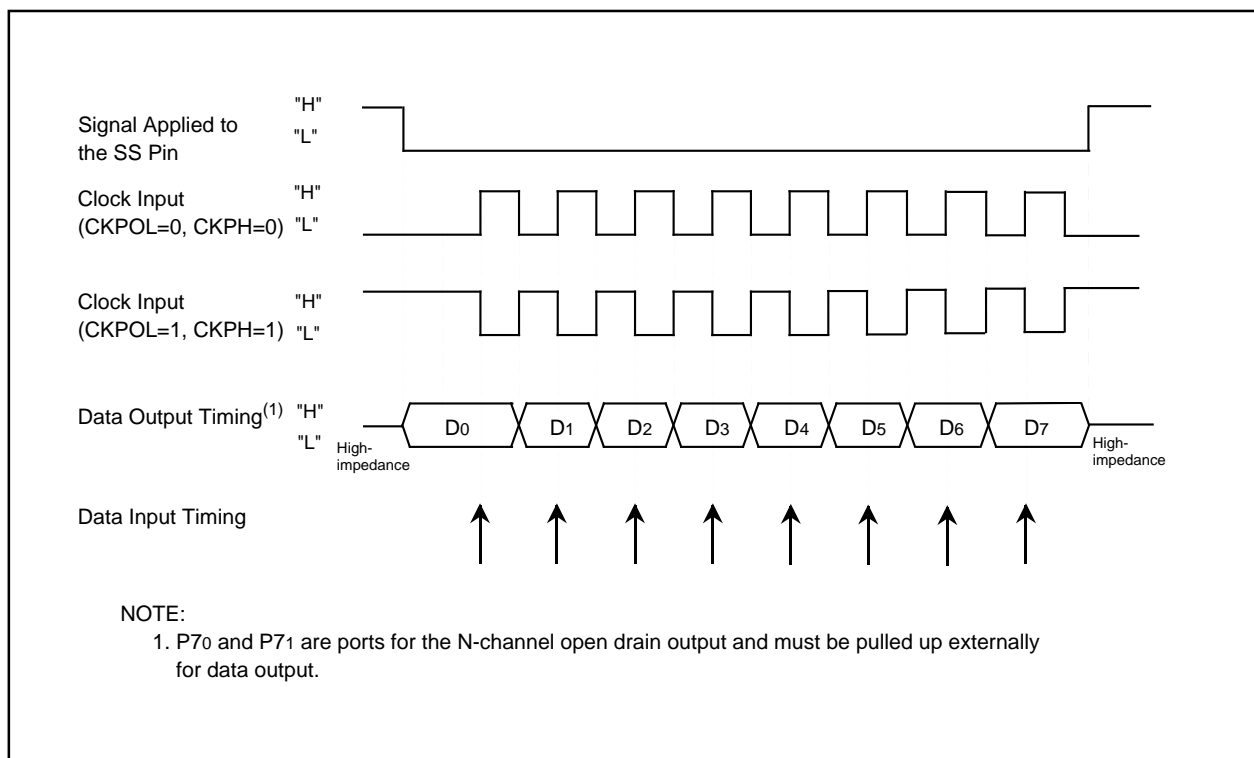 "H"
Signal Applied to
"L"
the SS Pin
Clock Input "H"
(CKPOL=0, CKPH=0) "L"
Clock Input "H"
(CKPOL=1, CKPH=1) "L"
Data Output Timing(1) "H"
"L"
D0 D1 D2 D3 D4 D5 D6 D7
High-
impedance
High-
impedance
Data Input Timing
NOTE:
1. P70 and P71 are ports for the N-channel open drain output and must be pulled up externally
for data output.